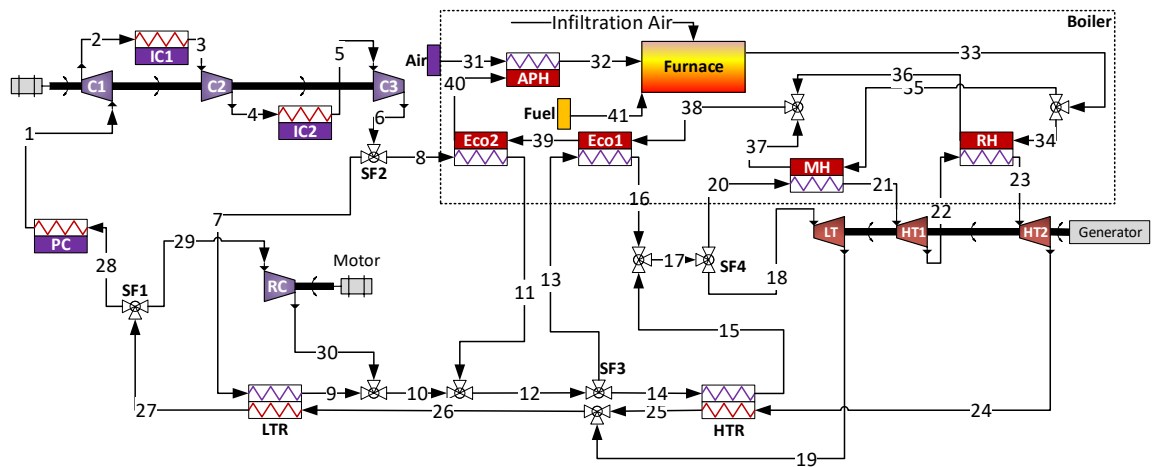 Infiltration Air
Boiler
2
3
5
33
IC1
Air
31
32
Furnace
APH
36
35
40
C1
C2
C3
4
IC2
6
Fuel
41
38
1
8
Eco2
39
Eco1
37
RH
34
SF2
MH
7
16
20
21
22
23
PC
29
28
11
13
17
SF4
18
LT
HT1
HT2
Generator
SF1
RC
Motor
15
30
SF3
9
10
12
14
27
26
25
24
LTR
HTR
19